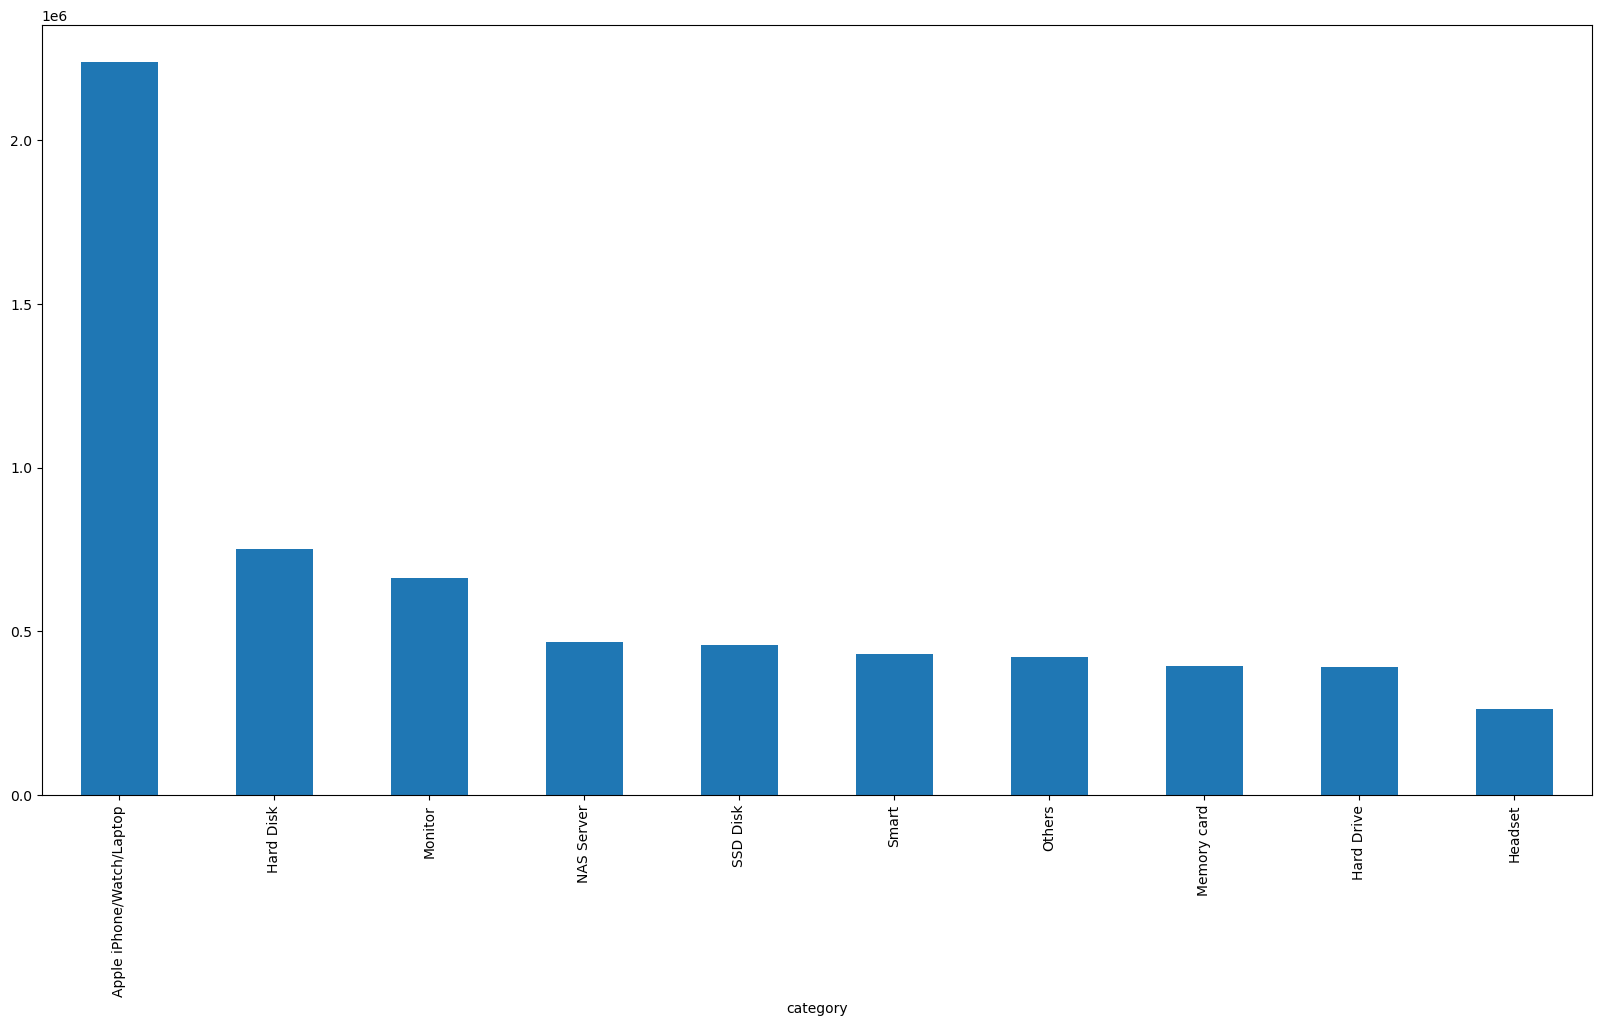 1e6
2.0
1.5
1.0
0.5
0.0
Apple iPhone/Watch/Laptop
Hard Disk
Monitor
NAS Server
SSD Disk
Smart
Others
Memory card
Hard Drive
Headset
category